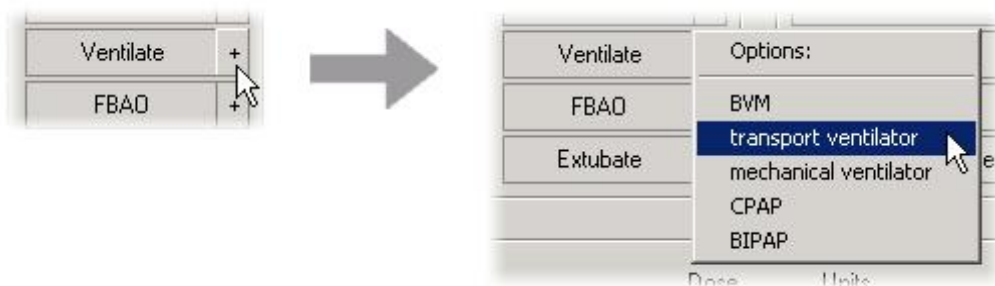 Ventilate +
FBAO +
Ventilate
FBAO
Extubate
Options:
BVM
transport ventilator
mechanical ventilator
CPAP
BIPAP
e
Dose Units